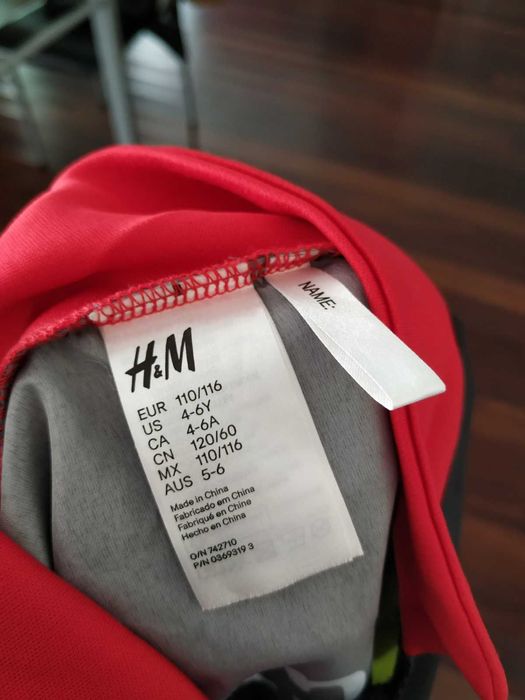 H&M
EUR 110/116
US 4-6Y
CA 4-6A
CN 120/60
MX 110/116
AUS 5-6
Made in China
Fabricado em China
Fabriqué en Chine
Hecho en China
O/N 742710
P/N 0369319 3
NAME: